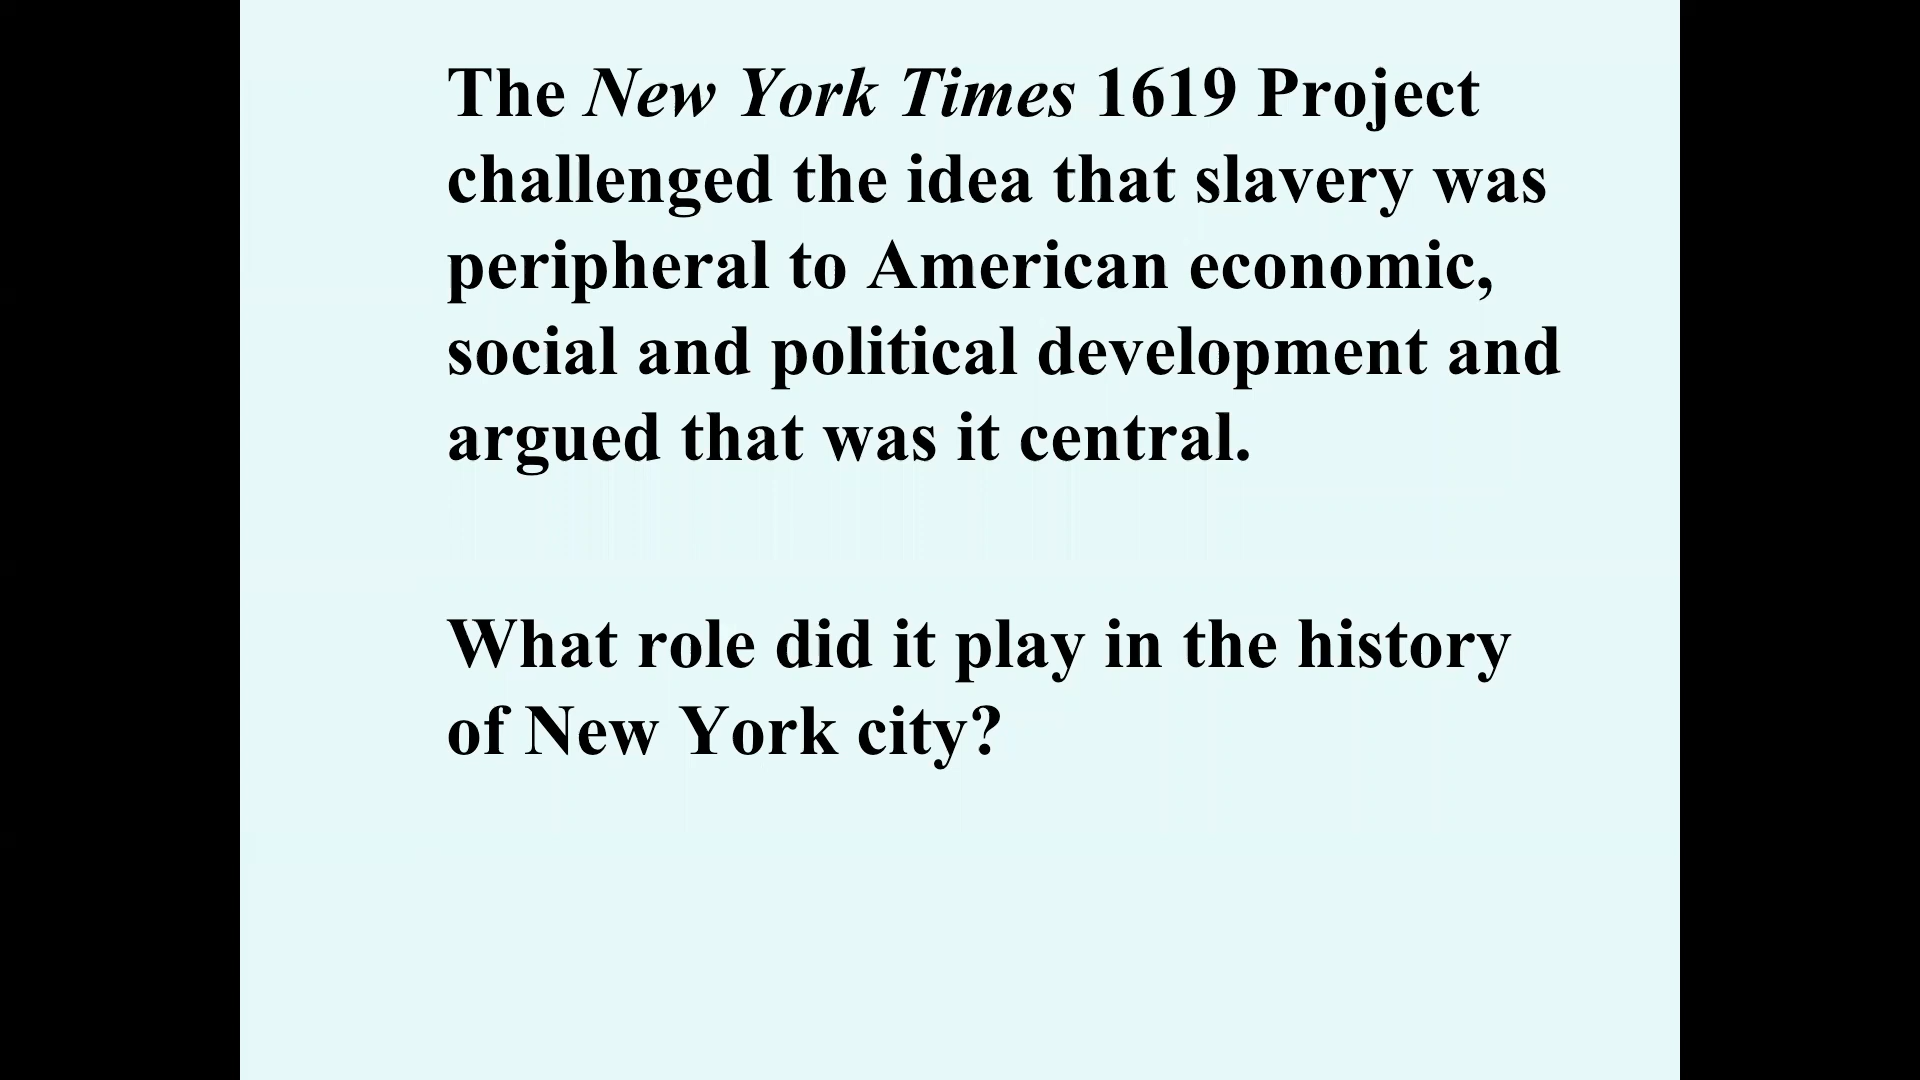 The New York Times 1619 Project
challenged the idea that slavery was
peripheral to American economic,
social and political development and
argued that was it central.
What role did it play in the history
of New York city?